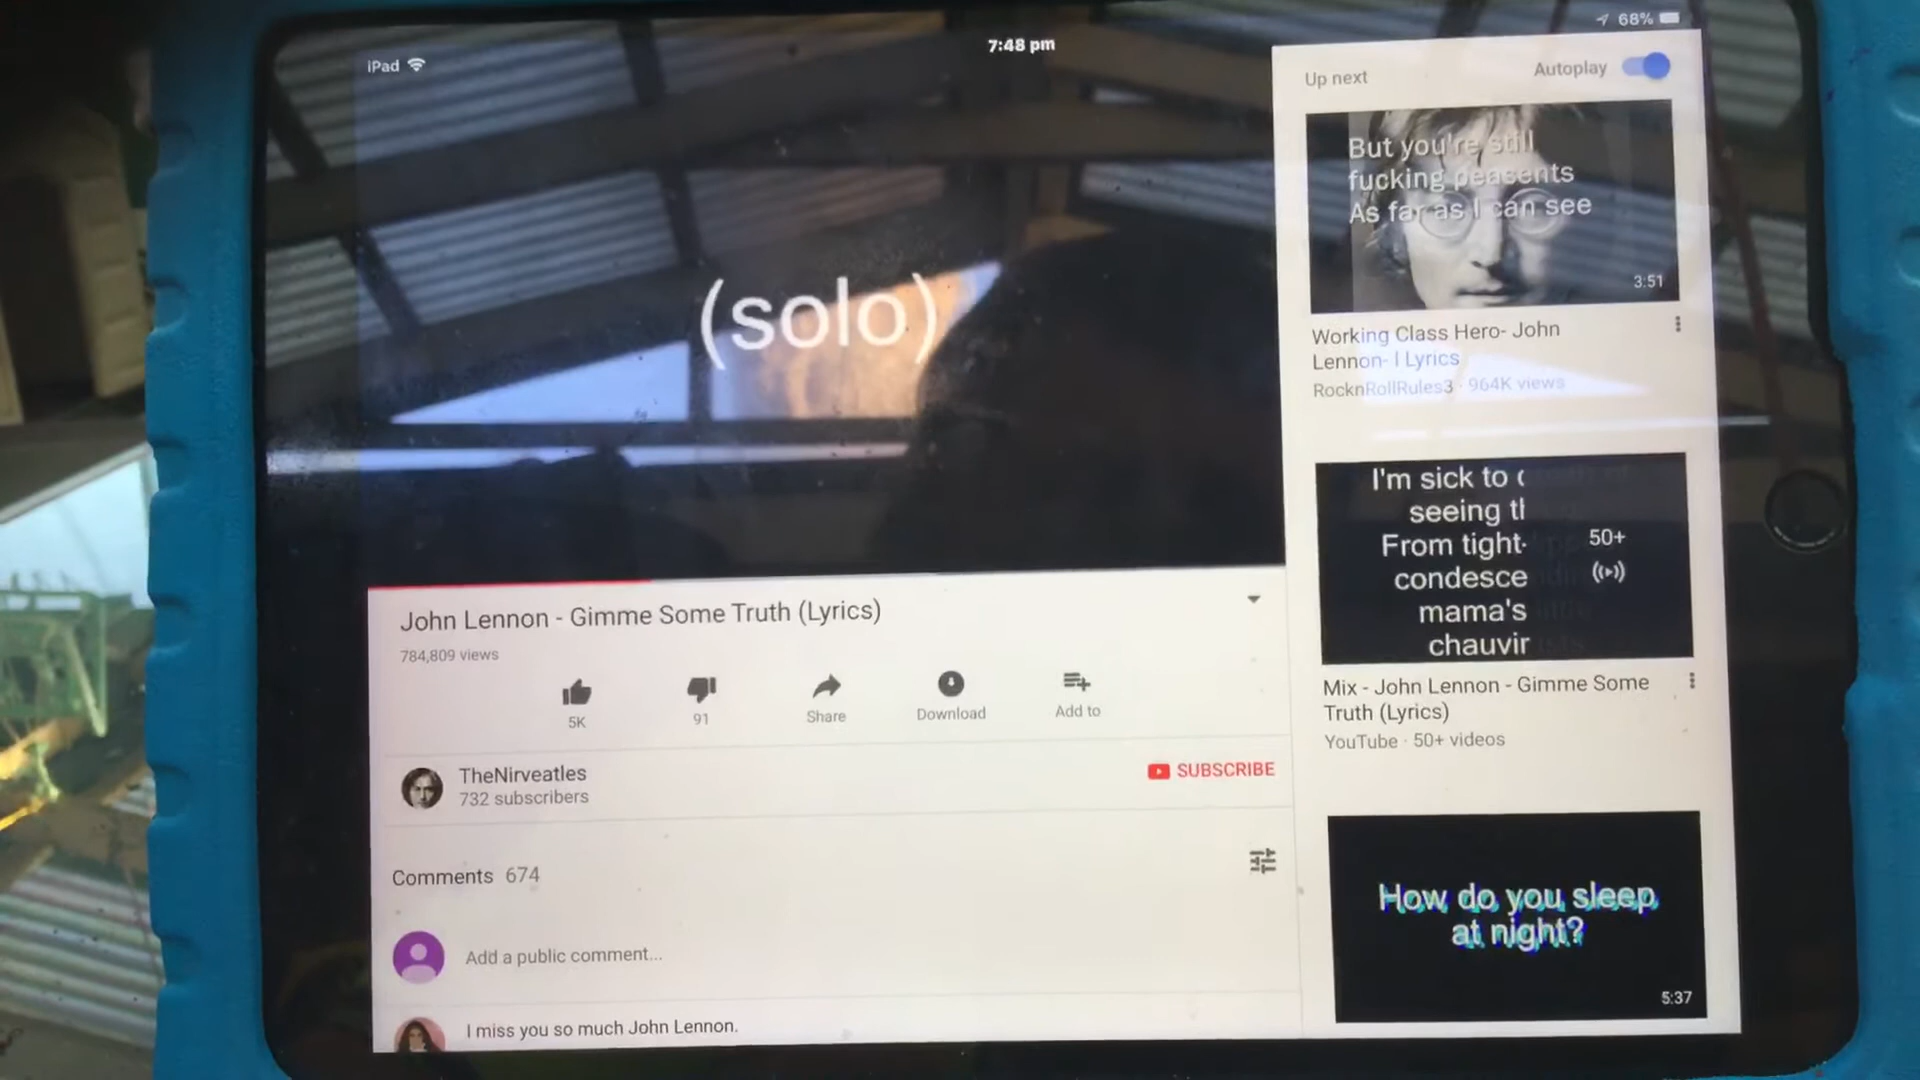 iPad
7:48 pm
68%
(solo)
John Lennon - Gimme Some Truth (Lyrics)
784,809 views
5K
91
Share
Download
Add to
TheNirveatles
732 subscribers
SUBSCRIBE
Comments 674
Add a public comment...
I miss you so much John Lennon.
Up next
Autoplay
But you're still
fucking peasents
As far as I can see
3:51
Working Class Hero- John
Lennon- I Lyrics
RocknRollRules3 · 964K views
I'm sick to
seeing
From tight-
condesce
mama's
chauvir
50+
Mix - John Lennon - Gimme Some
Truth (Lyrics)
YouTube · 50+ videos
How do you sleep
at night?
5:37